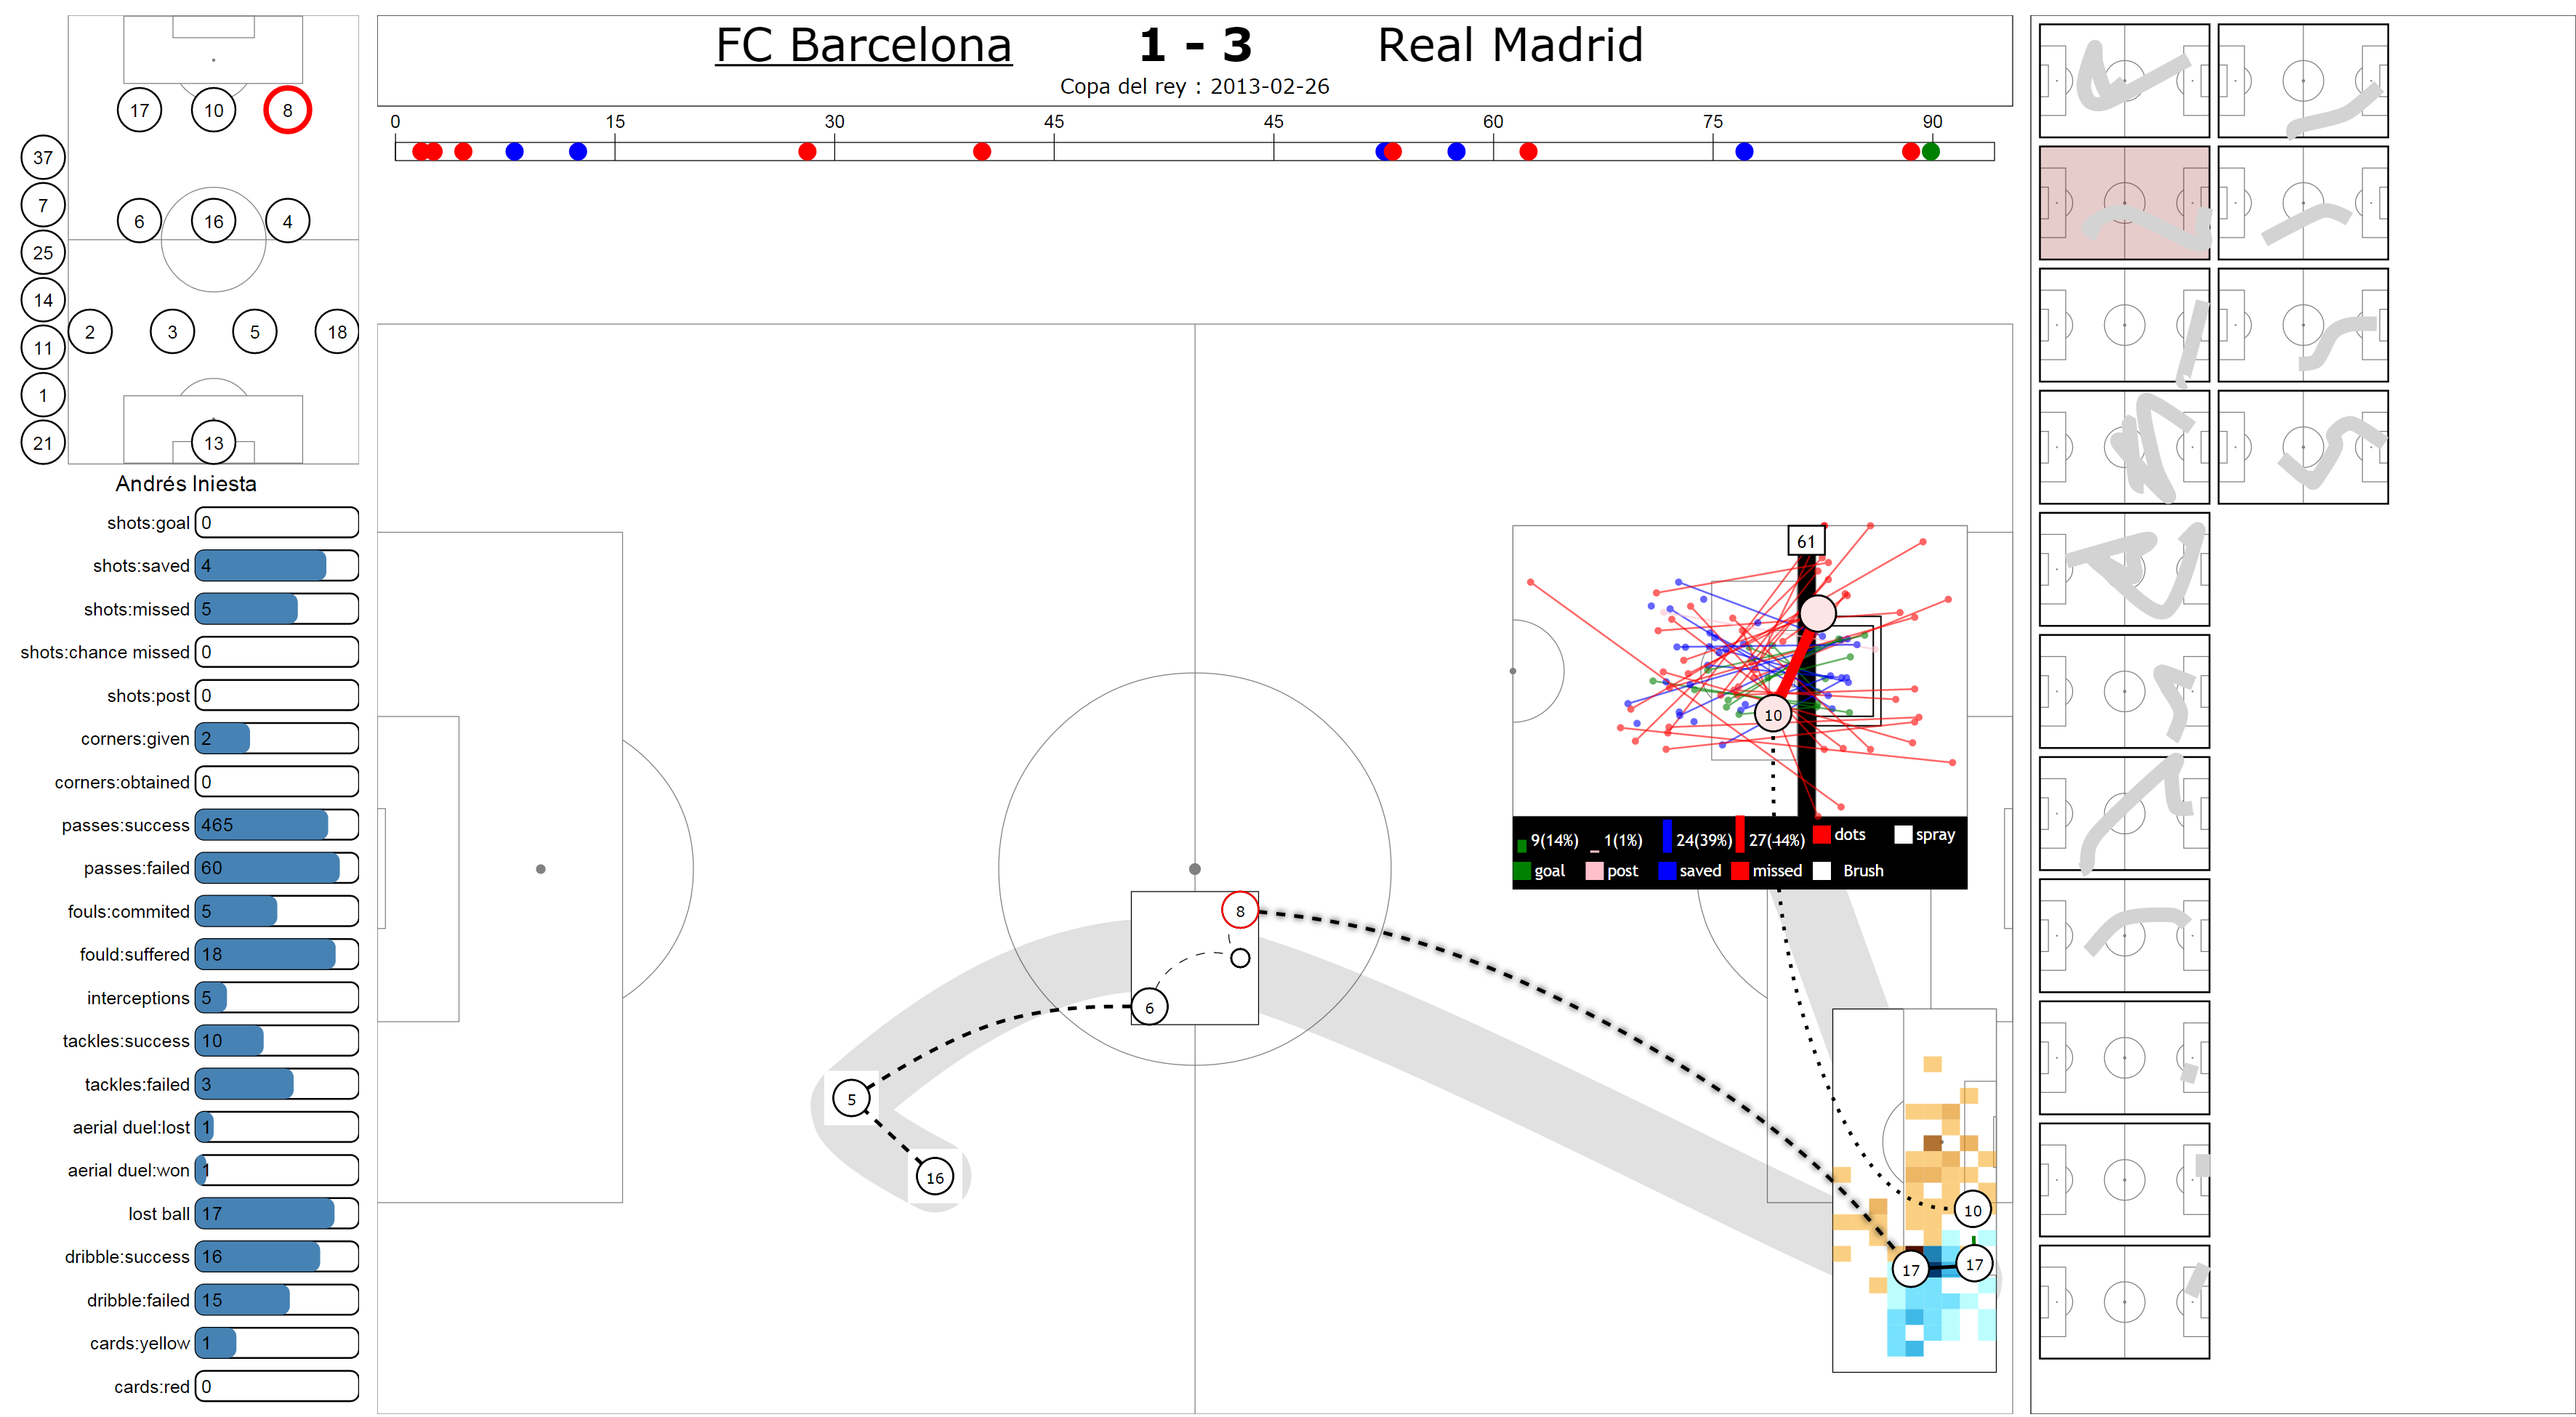 FC Barcelona 1 - 3 Real Madrid
Copa del rey : 2013-02-26
0 15 30 45 45 60 75 90
17 10 8
37
7
6 16 4
25
14
2 3 5 18
11
1
21
13
Andrés Iniesta
shots:goal 0
shots:saved 4
shots:missed 5
shots:chance missed 0
shots:post 0
corners:given 2
corners:obtained 0
passes:success 465
passes:failed 60
fouls:commited 5
fould:suffered 18
interceptions 5
tackles:success 10
tackles:failed 3
aerial duel:lost 1
aerial duel:won 1
lost ball 17
dribble:success 16
dribble:failed 15
cards:yellow 1
cards:red 0
61
10
9(14%) 1(1%) 24(39%) 27(44%) dots spray
goal post saved missed Brush
8
6
5
16
10
17 17